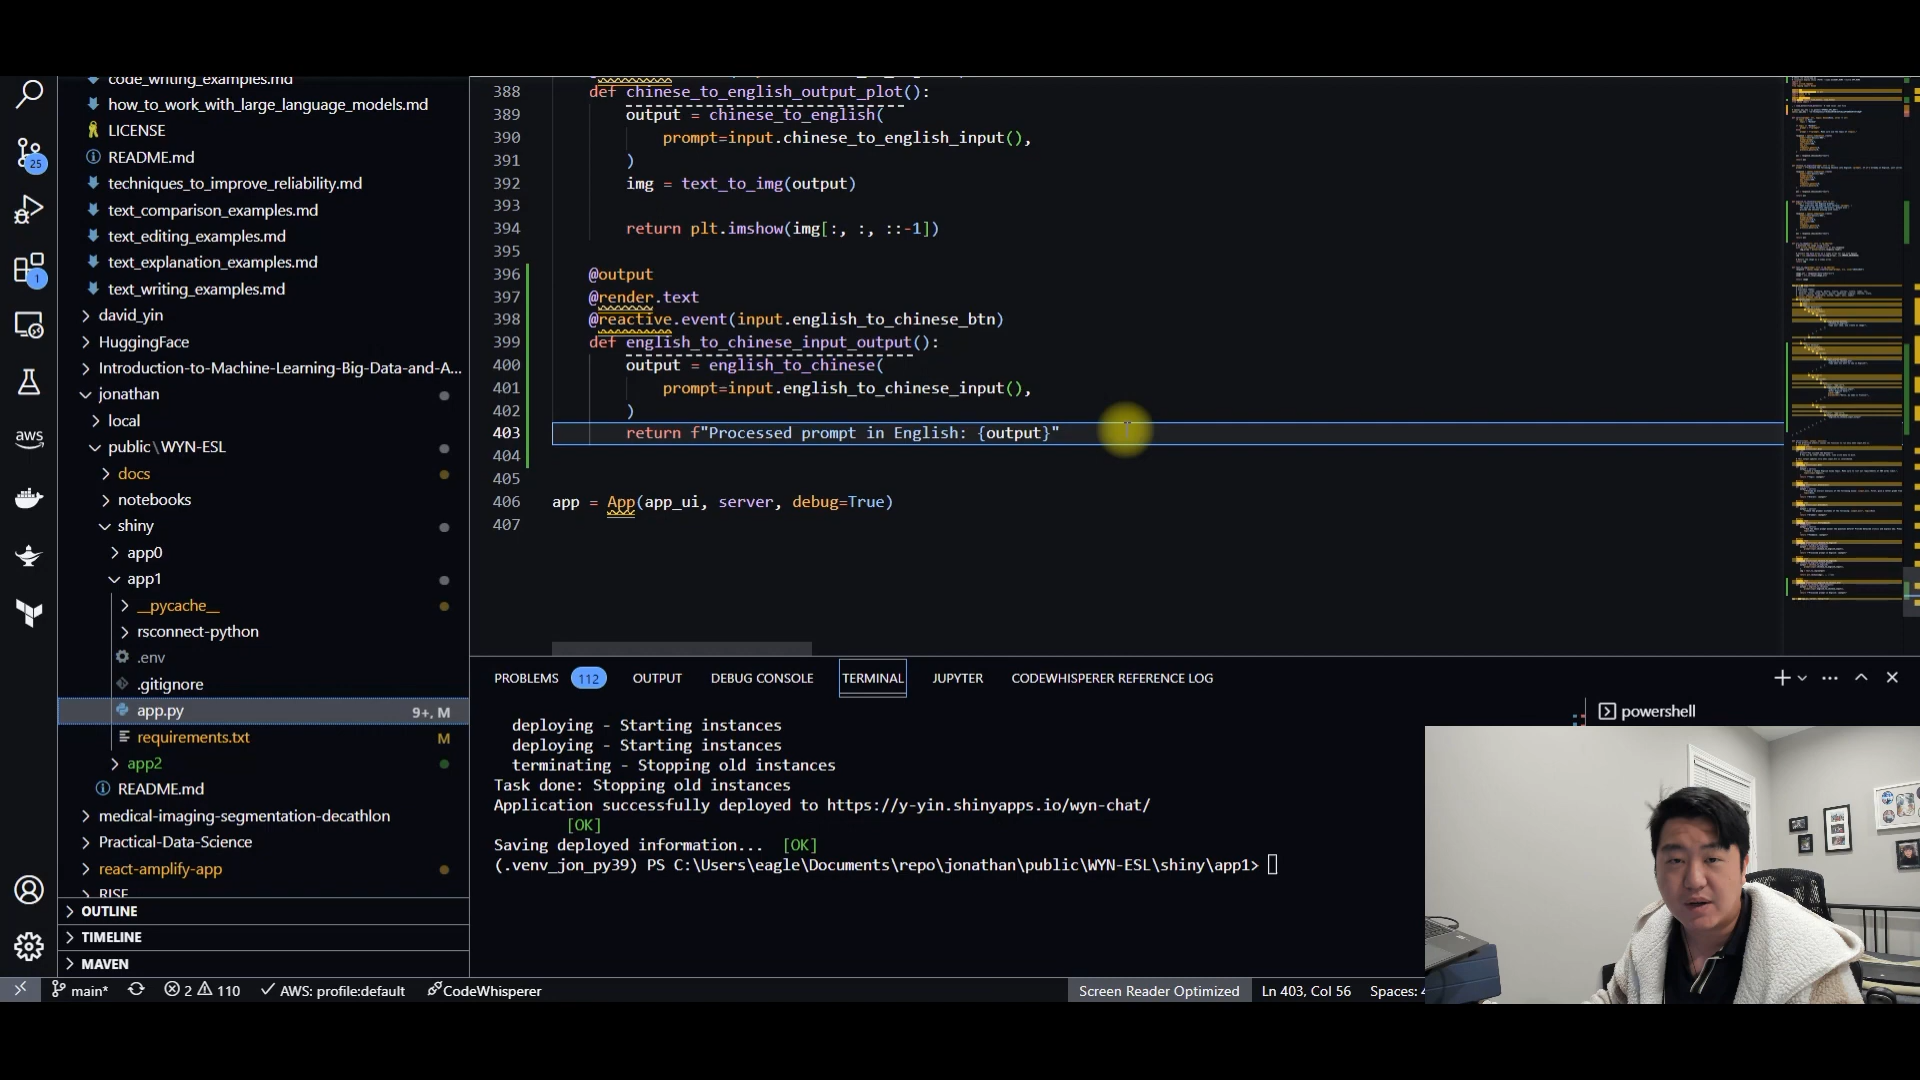 code_writing_examples.md
how_to_work_with_large_language_models.md
LICENSE
README.md
techniques_to_improve_reliability.md
text_comparison_examples.md
text_editing_examples.md
text_explanation_examples.md
text_writing_examples.md
david_yin
HuggingFace
Introduction-to-Machine-Learning-Big-Data-and-A...
jonathan
local
public\WYN-ESL
docs
notebooks
shiny
app0
app1
__pycache__
rsconnect-python
.env
.gitignore
app.py 9+, M
requirements.txt M
app2
README.md
medical-imaging-segmentation-decathlon
Practical-Data-Science
react-amplify-app
RISE
OUTLINE
TIMELINE
MAVEN
25
1
aws
388 def chinese_to_english_output_plot():
389 output = chinese_to_english(
390 prompt=input.chinese_to_english_input(),
391 )
392 img = text_to_img(output)
393
394 return plt.imshow(img[:, :, ::-1])
395
396 @output
397 @render.text
398 @reactive.event(input.english_to_chinese_btn)
399 def english_to_chinese_input_output():
400 output = english_to_chinese(
401 prompt=input.english_to_chinese_input(),
402 )
403 return f"Processed prompt in English: {output}"
404
405
406 app = App(app_ui, server, debug=True)
407
PROBLEMS 112 OUTPUT DEBUG CONSOLE TERMINAL JUPYTER CODEWHISPERER REFERENCE LOG
powershell
deploying - Starting instances
deploying - Starting instances
terminating - Stopping old instances
Task done: Stopping old instances
Application successfully deployed to https://y-yin.shinyapps.io/wyn-chat/
[OK]
Saving deployed information... [OK]
(.venv_jon_py39) PS C:\Users\eagle\Documents\repo\jonathan\public\WYN-ESL\shiny\app1>
main* 2 110 AWS: profile:default CodeWhisperer Screen Reader Optimized Ln 403, Col 56 Spaces: